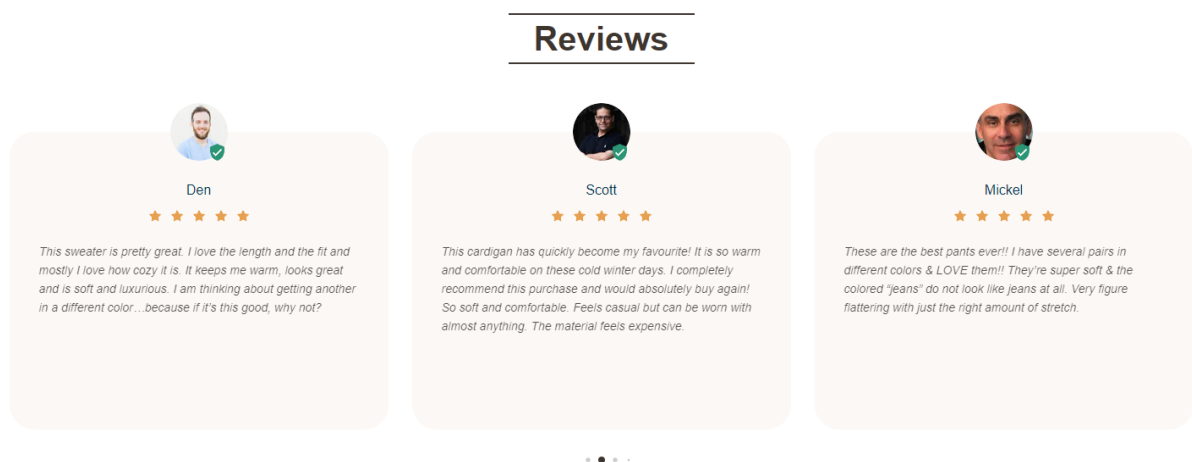 Reviews
Den
This sweater is pretty great. I love the length and the fit and
mostly I love how cozy it is. It keeps me warm, looks great
and is soft and luxurious. I am thinking about getting another
in a different color…because if it's this good, why not?
Scott
This cardigan has quickly become my favourite! It is so warm
and comfortable on these cold winter days. I completely
recommend this purchase and would absolutely buy again!
So soft and comfortable. Feels casual but can be worn with
almost anything. The material feels expensive.
Mickel
These are the best pants ever!! I have several pairs in
different colors & LOVE them!! They're super soft & the
colored “jeans” do not look like jeans at all. Very figure
flattering with just the right amount of stretch.